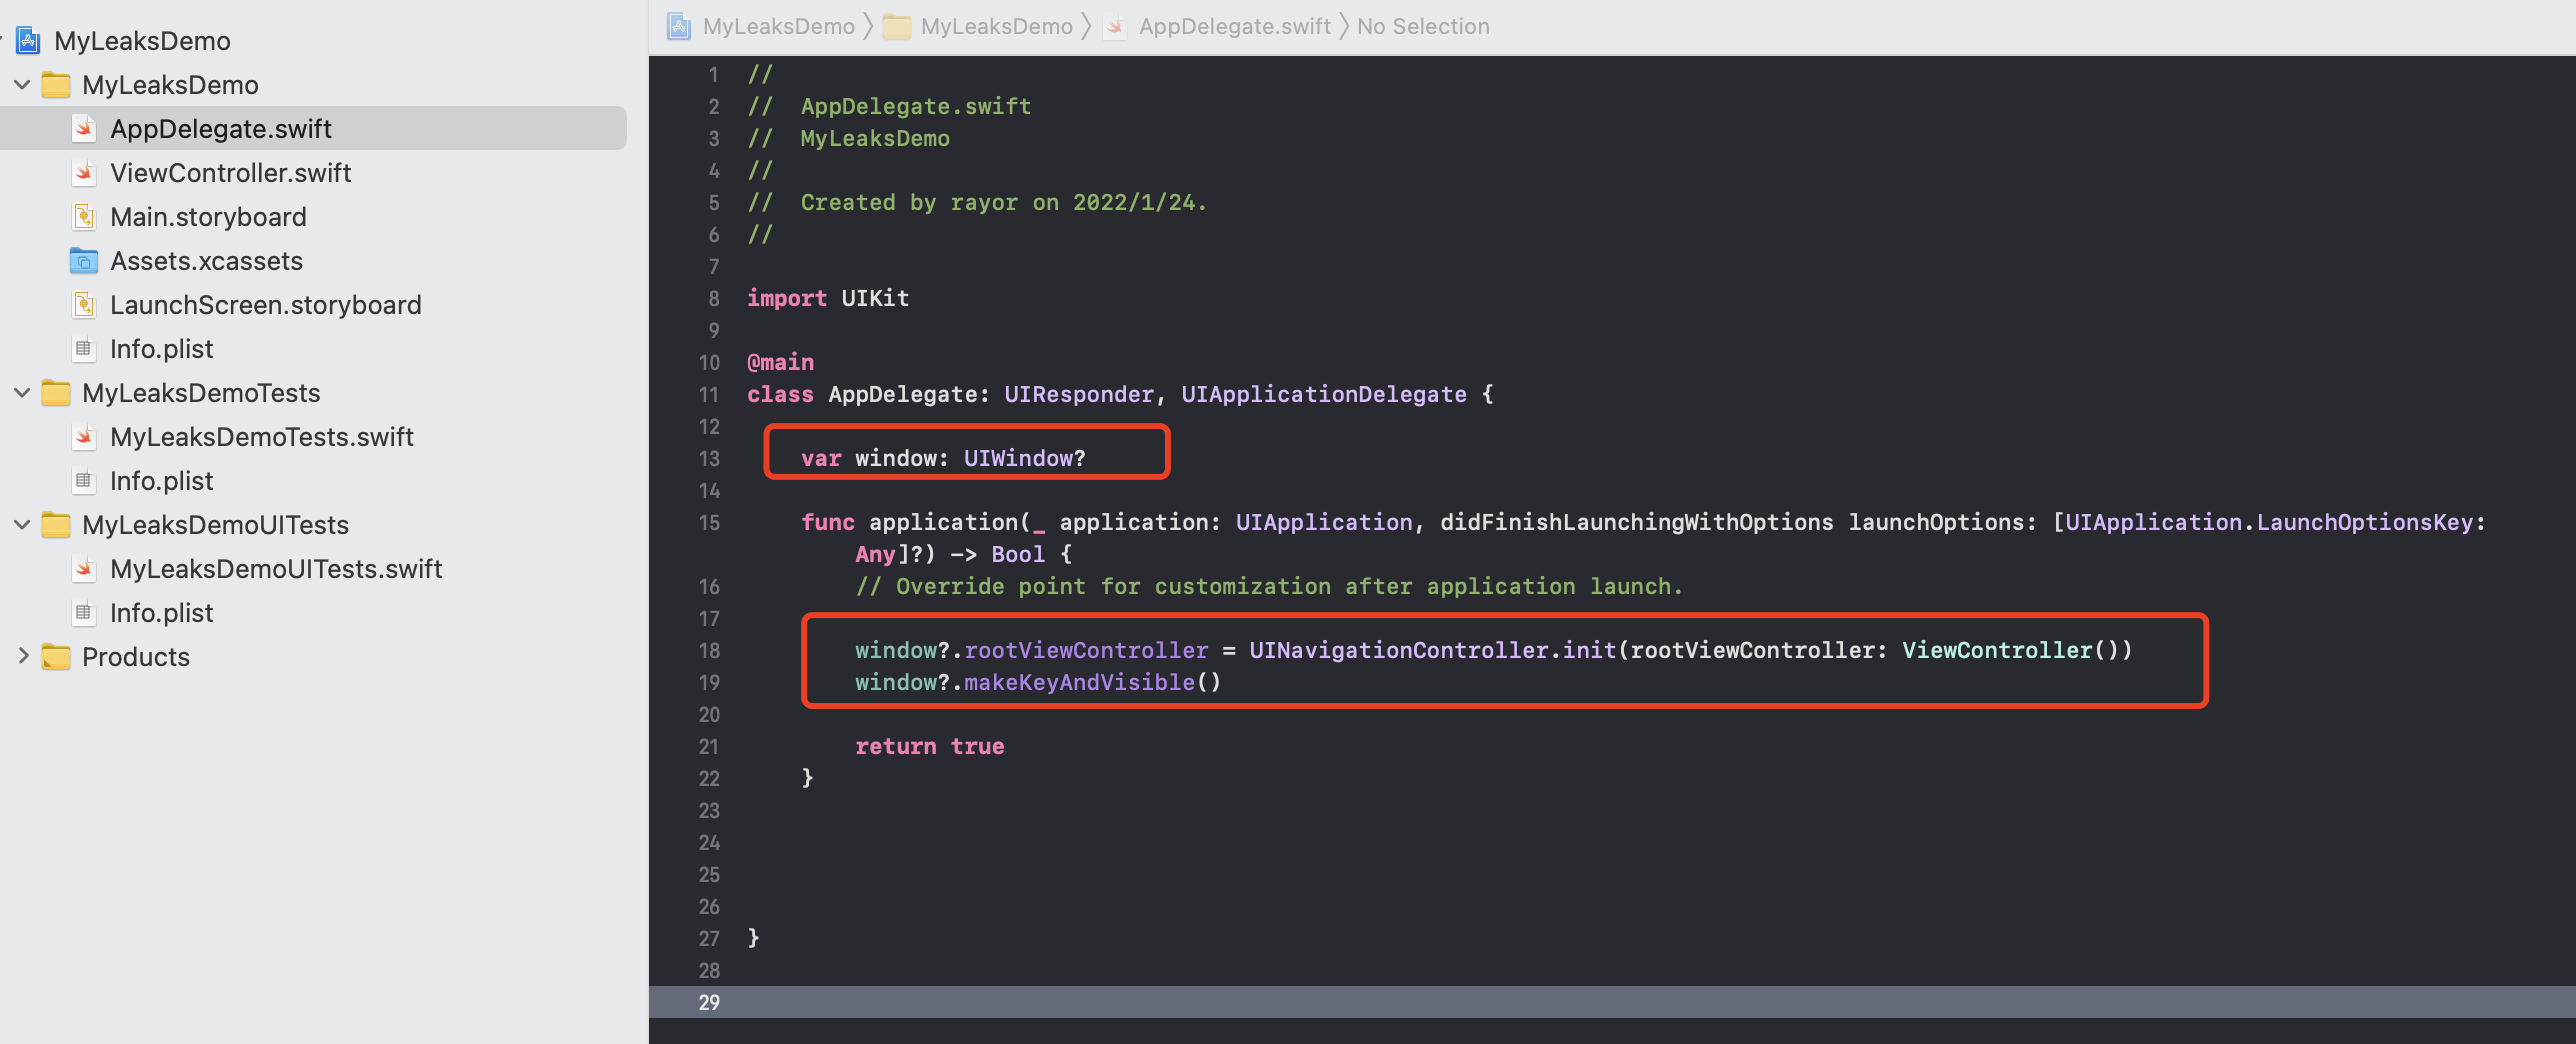 MyLeaksDemo
MyLeaksDemo
AppDelegate.swift
ViewController.swift
Main.storyboard
Assets.xcassets
LaunchScreen.storyboard
Info.plist
MyLeaksDemoTests
MyLeaksDemoTests.swift
Info.plist
MyLeaksDemoUITests
MyLeaksDemoUITests.swift
Info.plist
Products
MyLeaksDemo 〉 MyLeaksDemo 〉 AppDelegate.swift 〉 No Selection
1 //
2 //  AppDelegate.swift
3 //  MyLeaksDemo
4 //
5 //  Created by rayor on 2022/1/24.
6 //
7
8 import UIKit
9
10 @main
11 class AppDelegate: UIResponder, UIApplicationDelegate {
12
13     var window: UIWindow?
14
15     func application(_ application: UIApplication, didFinishLaunchingWithOptions launchOptions: [UIApplication.LaunchOptionsKey:
        Any]?) -> Bool {
16         // Override point for customization after application launch.
17
18         window?.rootViewController = UINavigationController.init(rootViewController: ViewController())
19         window?.makeKeyAndVisible()
20
21         return true
22     }
23
24
25
26
27 }
28
29